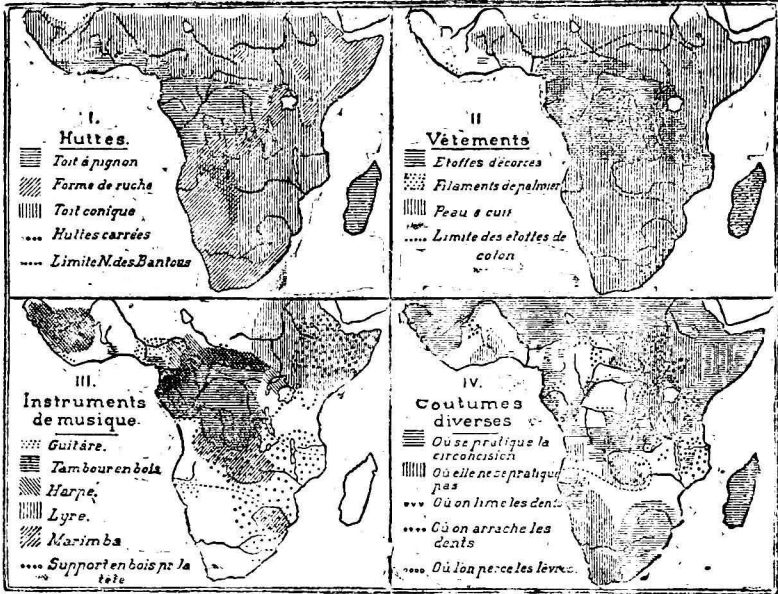 I.
Huttes.
Toit à pignon
Forme de ruche
Toit conique
Huttes carrées
Limite N. des Bantous
II
Vêtements
Etoffes d'écorces
Filaments de palmier
Peau & cuir
Limite des etoffes de
coton
III.
Instruments
de musique
Guitare.
Tambour en bois
Harpe.
Lyre.
Marimba
Support en bois pr la
tête
IV.
Coutumes
diverses
Où se pratique la
circoncision
Où elle ne se pratique
pas
Où on lime les dents
Où on arrache les
dents
Où l'on perce les lèvres.